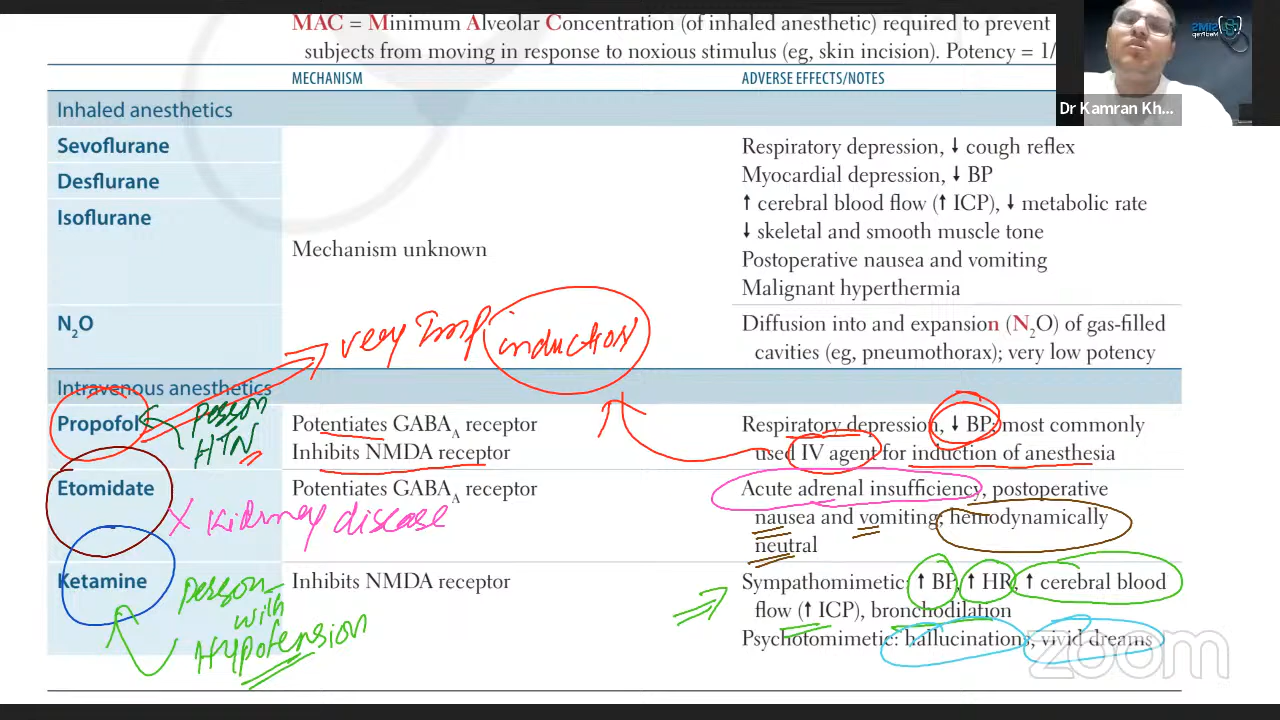 MAC = Minimum Alveolar Concentration (of inhaled anesthetic) required to prevent
subjects from moving in response to noxious stimulus (eg, skin incision). Potency = 1/
MECHANISM
ADVERSE EFFECTS/NOTES
Dr Kamran Kh...
Inhaled anesthetics
Sevoflurane
Desflurane
Isoflurane
Mechanism unknown
Respiratory depression, ↓ cough reflex
Myocardial depression, ↓ BP
↑ cerebral blood flow (↑ ICP), ↓ metabolic rate
↓ skeletal and smooth muscle tone
Postoperative nausea and vomiting
Malignant hyperthermia
N₂O
Diffusion into and expansion (N₂O) of gas-filled
cavities (eg, pneumothorax); very low potency
very Imp induction
Intravenous anesthetics
Propofol
person
HTN
Potentiates GABA_A receptor
Inhibits NMDA receptor
Respiratory depression, ↓ BP; most commonly
used IV agent for induction of anesthesia
Etomidate
Potentiates GABA_A receptor
X Kidney disease
Acute adrenal insufficiency, postoperative
nausea and vomiting; hemodynamically
neutral
Ketamine
person
with
Hypotension
Inhibits NMDA receptor
Sympathomimetic: ↑ BP, ↑ HR, ↑ cerebral blood
flow (↑ ICP), bronchodilation
Psychotomimetic: hallucinations, vivid dreams
zoom